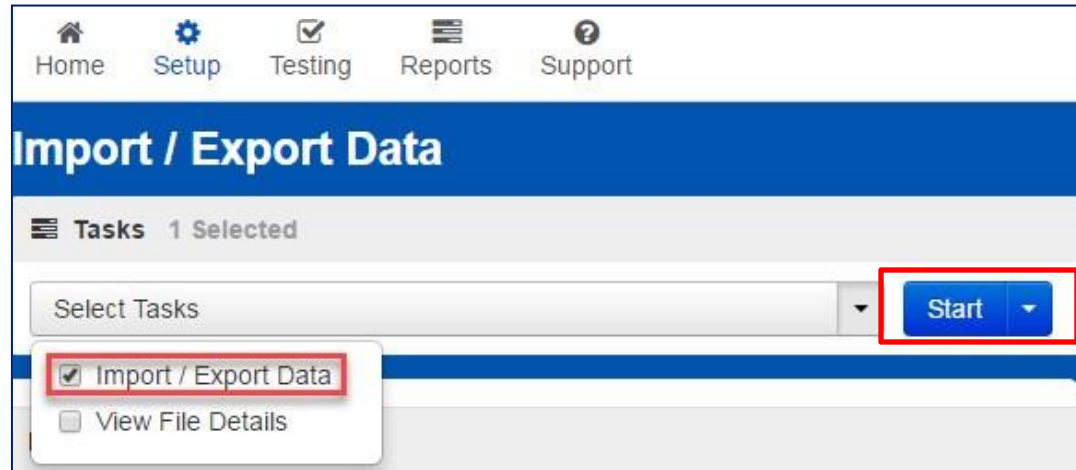 Home Setup Testing Reports Support
Import / Export Data
Tasks 1 Selected
Select Tasks Start
Import / Export Data
View File Details